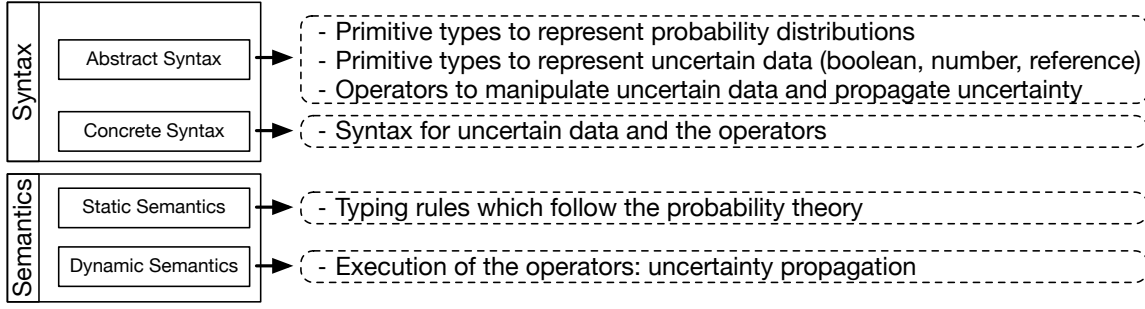 Syntax
Abstract Syntax
- Primitive types to represent probability distributions
- Primitive types to represent uncertain data (boolean, number, reference)
- Operators to manipulate uncertain data and propagate uncertainty
Concrete Syntax
- Syntax for uncertain data and the operators
Semantics
Static Semantics
- Typing rules which follow the probability theory
Dynamic Semantics
- Execution of the operators: uncertainty propagation